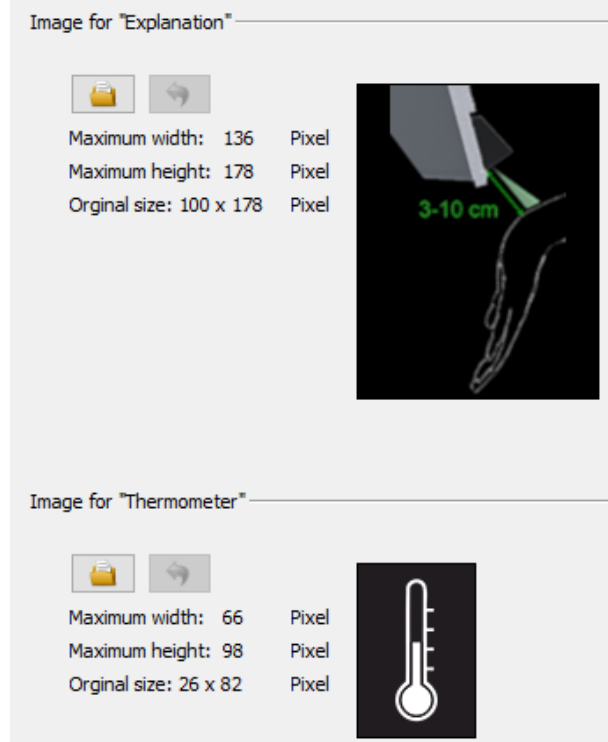 Image for "Explanation"
Maximum width: 136 Pixel
Maximum height: 178 Pixel
Orginal size: 100 x 178 Pixel
3-10 cm
Image for "Thermometer"
Maximum width: 66 Pixel
Maximum height: 98 Pixel
Orginal size: 26 x 82 Pixel